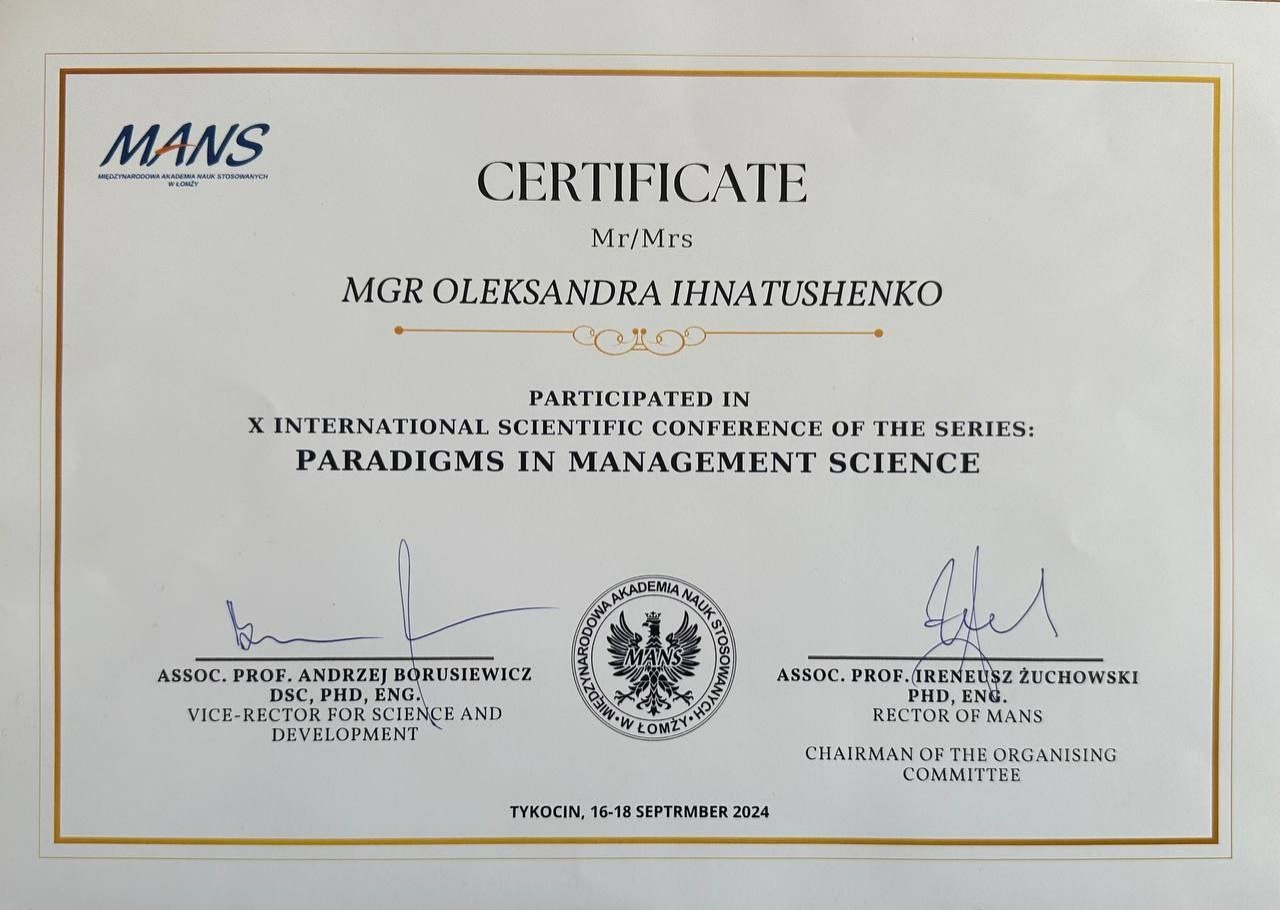 MANS
MIĘDZYNARODOWA AKADEMIA NAUK STOSOWANYCH
W ŁOMŻY
CERTIFICATE
Mr/Mrs
MGR OLEKSANDRA IHNATUSHENKO
PARTICIPATED IN
X INTERNATIONAL SCIENTIFIC CONFERENCE OF THE SERIES:
PARADIGMS IN MANAGEMENT SCIENCE
ASSOC. PROF. ANDRZEJ BORUSIEWICZ
DSC, PHD, ENG.
VICE-RECTOR FOR SCIENCE AND
DEVELOPMENT
MIĘDZYNARODOWA AKADEMIA NAUK STOSOWANYCH
• W ŁOMŻY •
MANS
ASSOC. PROF. IRENEUSZ ŻUCHOWSKI
PHD, ENG.
RECTOR OF MANS
CHAIRMAN OF THE ORGANISING
COMMITTEE
TYKOCIN, 16-18 SEPTRMBER 2024